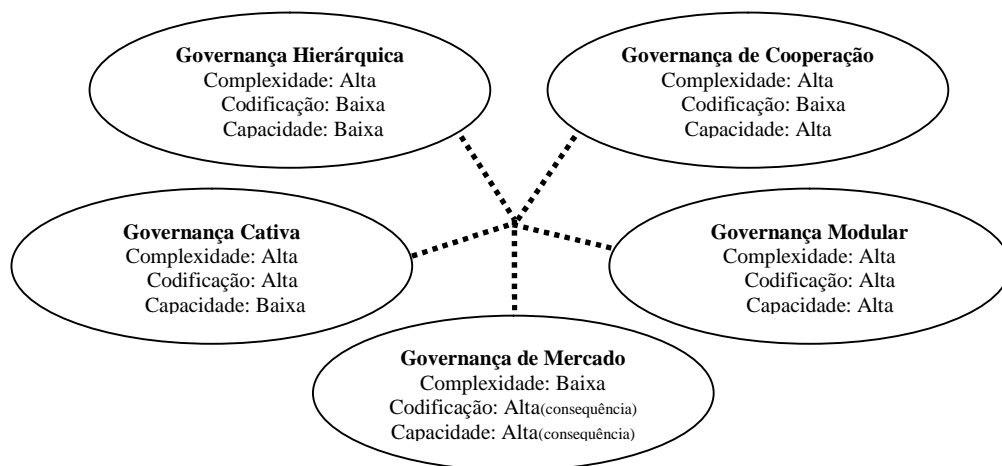 Governança Hierárquica
Complexidade: Alta
Codificação: Baixa
Capacidade: Baixa
Governança de Cooperação
Complexidade: Alta
Codificação: Baixa
Capacidade: Alta
Governança Cativa
Complexidade: Alta
Codificação: Alta
Capacidade: Baixa
Governança Modular
Complexidade: Alta
Codificação: Alta
Capacidade: Alta
Governança de Mercado
Complexidade: Baixa
Codificação: Alta(consequência)
Capacidade: Alta(consequência)